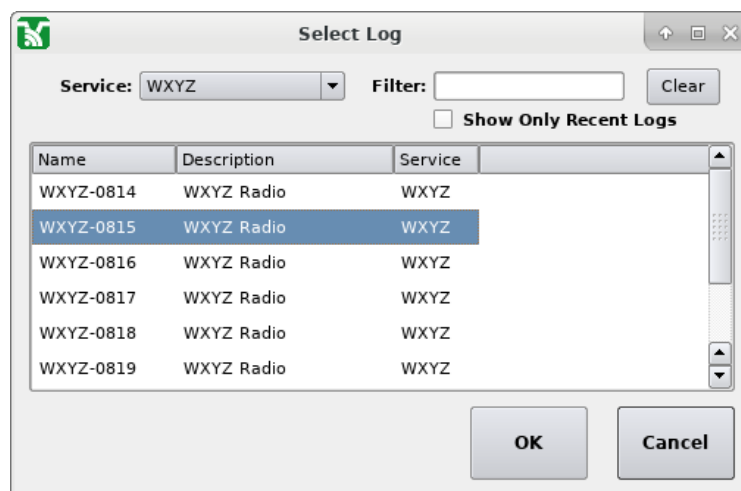 Select Log
Service: WXYZ Filter: Clear
Show Only Recent Logs
Name Description Service
WXYZ-0814 WXYZ Radio WXYZ
WXYZ-0815 WXYZ Radio WXYZ
WXYZ-0816 WXYZ Radio WXYZ
WXYZ-0817 WXYZ Radio WXYZ
WXYZ-0818 WXYZ Radio WXYZ
WXYZ-0819 WXYZ Radio WXYZ
OK Cancel